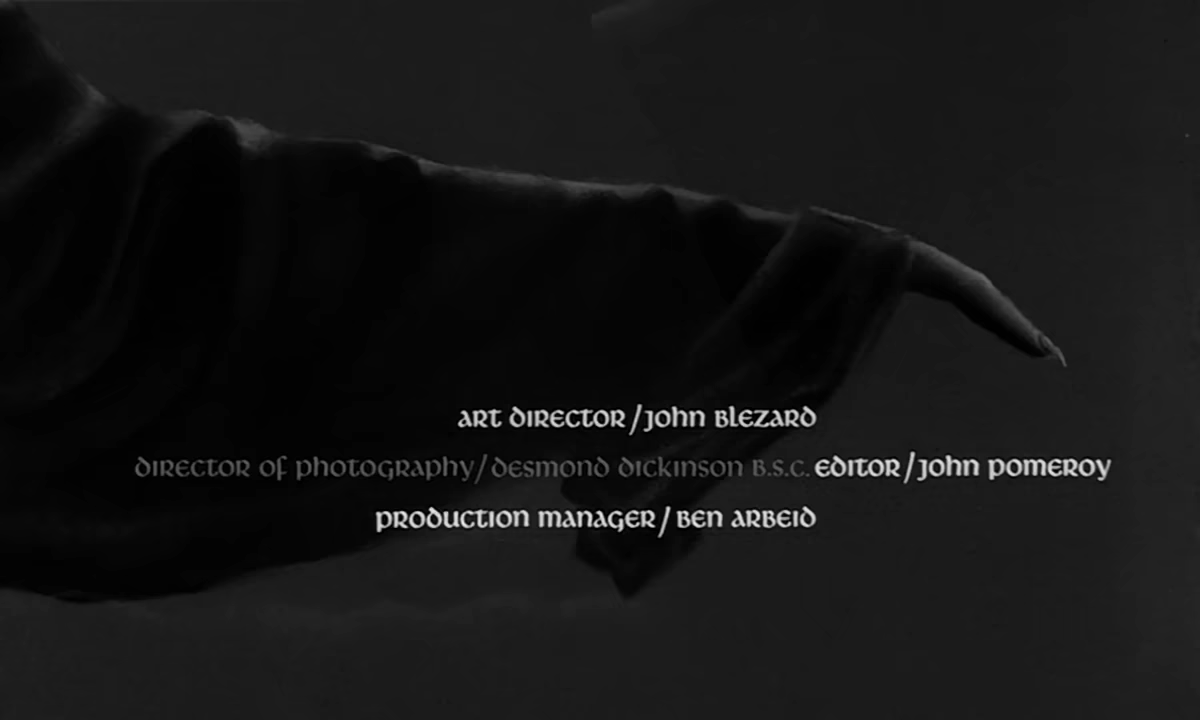 art director/john blezard
director of photography/desmond dickinson B.S.C. editor/john pomeroy
production manager/ben arbeid